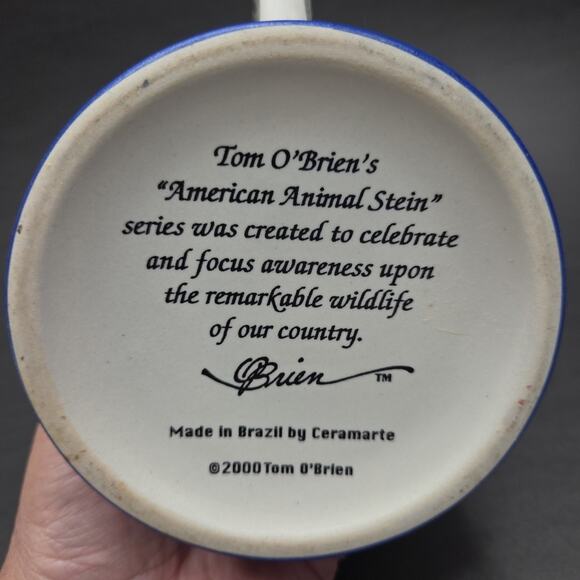 Tom O'Brien's
"American Animal Stein"
series was created to celebrate
and focus awareness upon
the remarkable wildlife
of our country.
OBrien ™
Made in Brazil by Ceramarte
©2000 Tom O'Brien